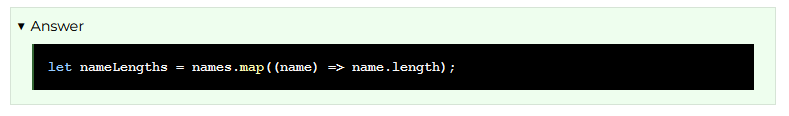 ▼ Answer
let nameLengths = names.map((name) => name.length);